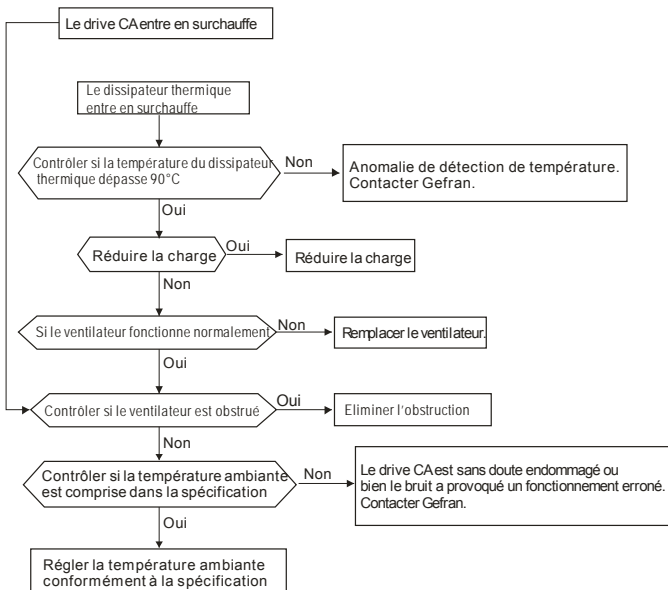 Le drive CA entre en surchauffe
Le dissipateur thermique
entre en surchauffe
Contrôler si la température du dissipateur
thermique dépasse 90°C
Non
Anomalie de détection de température.
Contacter Gefran.
Oui
Réduire la charge
Oui
Réduire la charge
Non
Si le ventilateur fonctionne normalement
Non
Remplacer le ventilateur.
Oui
Contrôler si le ventilateur est obstrué
Oui
Eliminer l'obstruction
Non
Contrôler si la température ambiante
est comprise dans la spécification
Non
Le drive CA est sans doute endommagé ou
bien le bruit a provoqué un fonctionnement erroné.
Contacter Gefran.
Oui
Régler la température ambiante
conformément à la spécification